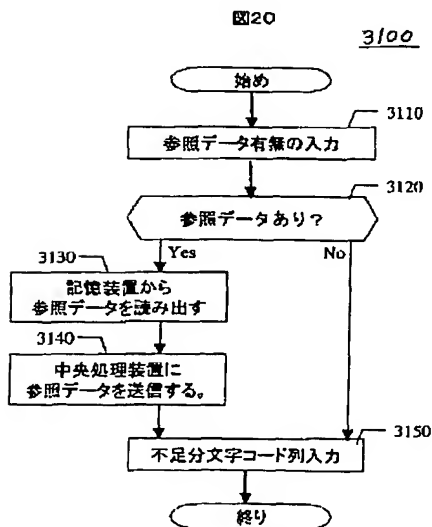 図20
3100
始め
3110
参照データ有無の入力
3120
参照データあり?
Yes
No
3130
記憶装置から
参照データを読み出す
3140
中央処理装置に
参照データを送信する。
3150
不足分文字コード列入力
終り